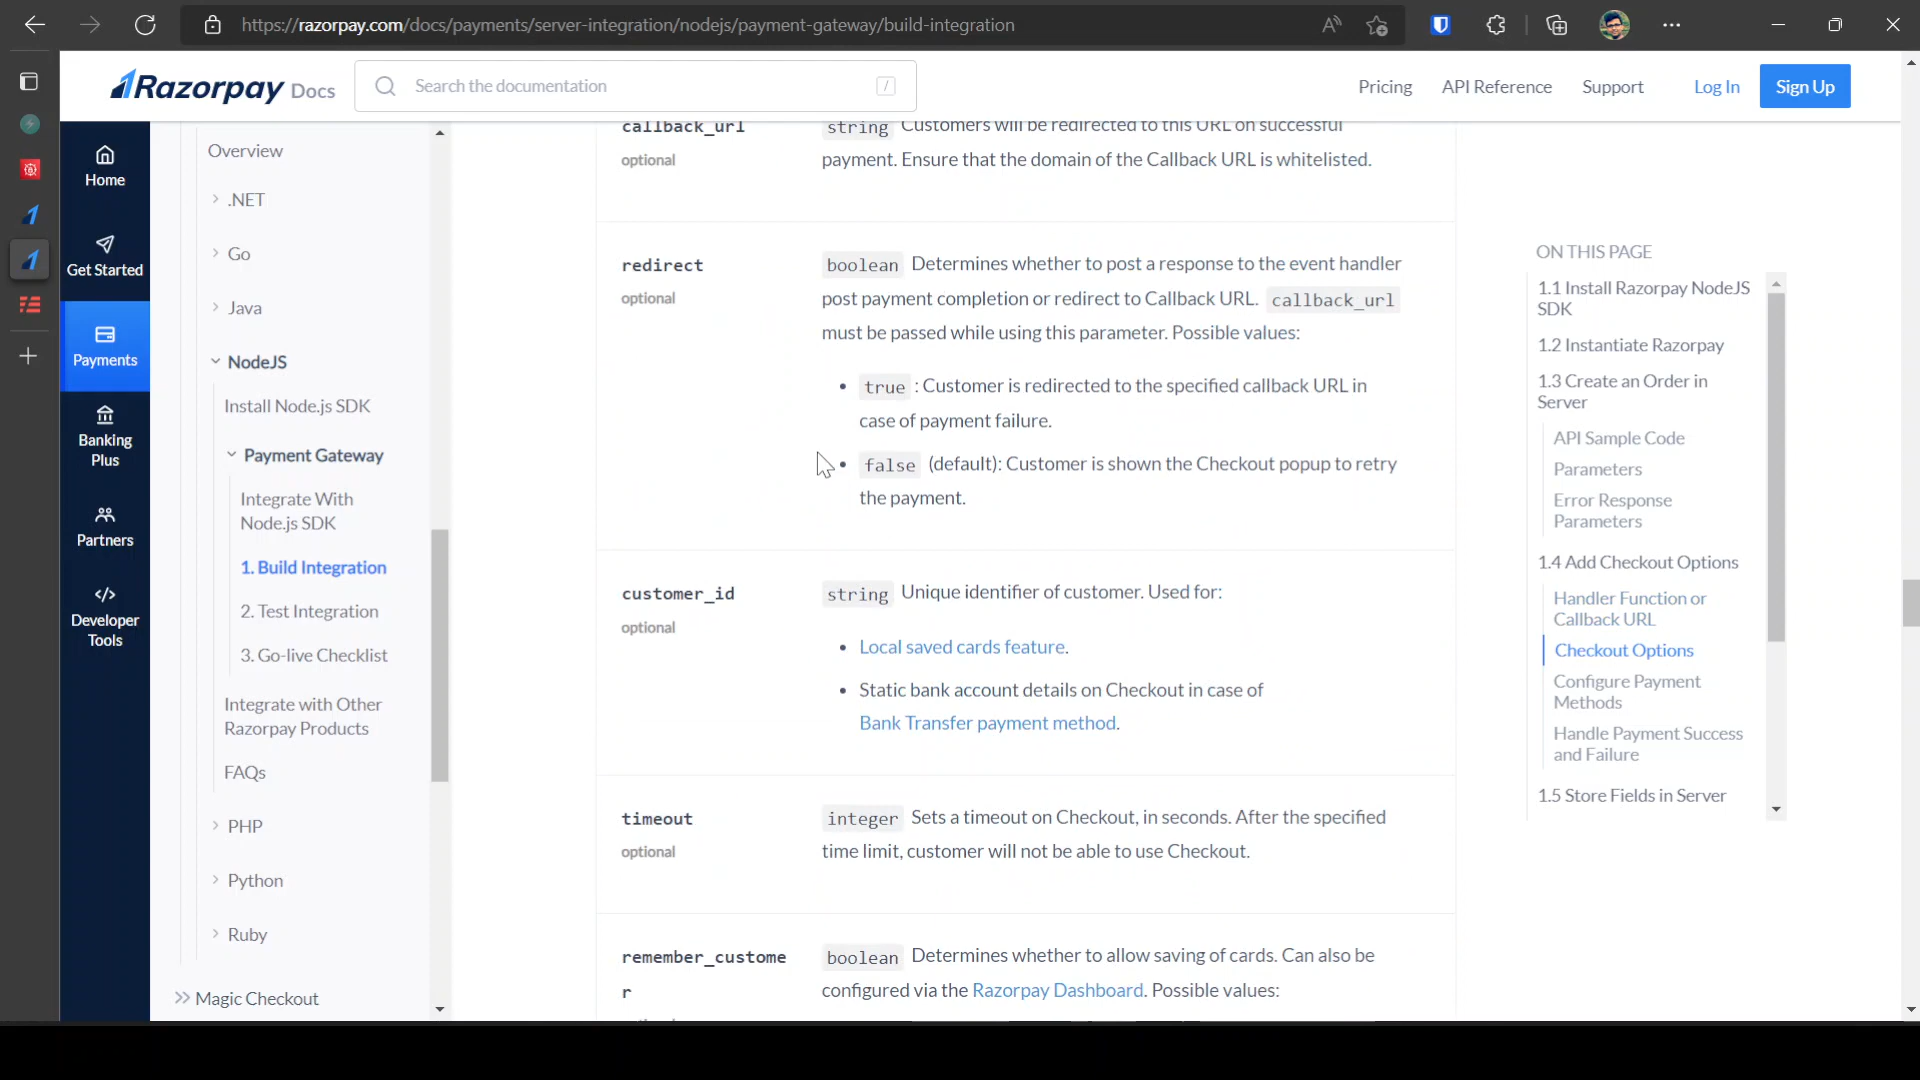 https://razorpay.com/docs/payments/server-integration/nodejs/payment-gateway/build-integration
Razorpay Docs
Search the documentation
/
Pricing
API Reference
Support
Log In
Sign Up
Home
Get Started
Payments
Banking
Plus
Partners
Developer
Tools
Overview
.NET
Go
Java
NodeJS
Install Node.js SDK
Payment Gateway
Integrate With
Node.js SDK
1. Build Integration
2. Test Integration
3. Go-live Checklist
Integrate with Other
Razorpay Products
FAQs
PHP
Python
Ruby
Magic Checkout
callback_url
optional
string Customers will be redirected to this URL on successful
payment. Ensure that the domain of the Callback URL is whitelisted.
redirect
optional
boolean Determines whether to post a response to the event handler
post payment completion or redirect to Callback URL. callback_url
must be passed while using this parameter. Possible values:
• true : Customer is redirected to the specified callback URL in
case of payment failure.
• false (default): Customer is shown the Checkout popup to retry
the payment.
customer_id
optional
string Unique identifier of customer. Used for:
• Local saved cards feature.
• Static bank account details on Checkout in case of
Bank Transfer payment method.
timeout
optional
integer Sets a timeout on Checkout, in seconds. After the specified
time limit, customer will not be able to use Checkout.
remember_custome
r
boolean Determines whether to allow saving of cards. Can also be
configured via the Razorpay Dashboard. Possible values:
ON THIS PAGE
1.1 Install Razorpay NodeJS
SDK
1.2 Instantiate Razorpay
1.3 Create an Order in
Server
API Sample Code
Parameters
Error Response
Parameters
1.4 Add Checkout Options
Handler Function or
Callback URL
Checkout Options
Configure Payment
Methods
Handle Payment Success
and Failure
1.5 Store Fields in Server